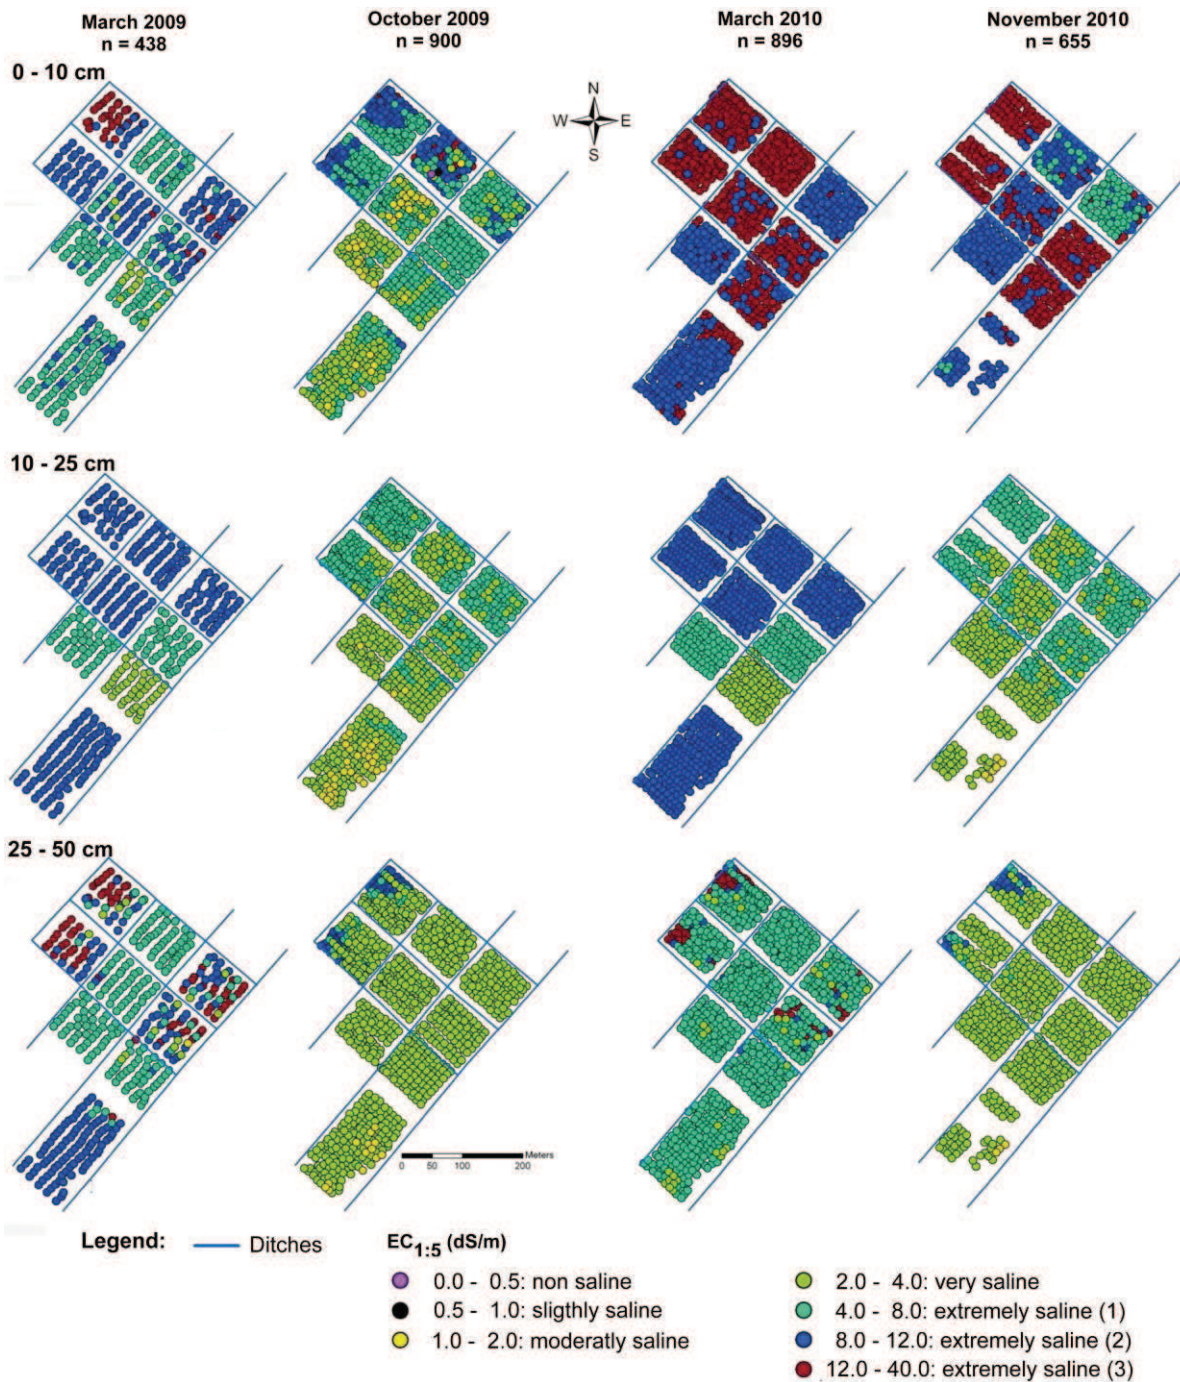 March 2009
n = 438
October 2009
n = 900
March 2010
n = 896
November 2010
n = 655
0 - 10 cm
N
W
E
S
10 - 25 cm
25 - 50 cm
Meters
0 50 100 200
Legend:
Ditches
EC1:5 (dS/m)
0.0 - 0.5: non saline
0.5 - 1.0: sligthly saline
1.0 - 2.0: moderatly saline
2.0 - 4.0: very saline
4.0 - 8.0: extremely saline (1)
8.0 - 12.0: extremely saline (2)
12.0 - 40.0: extremely saline (3)